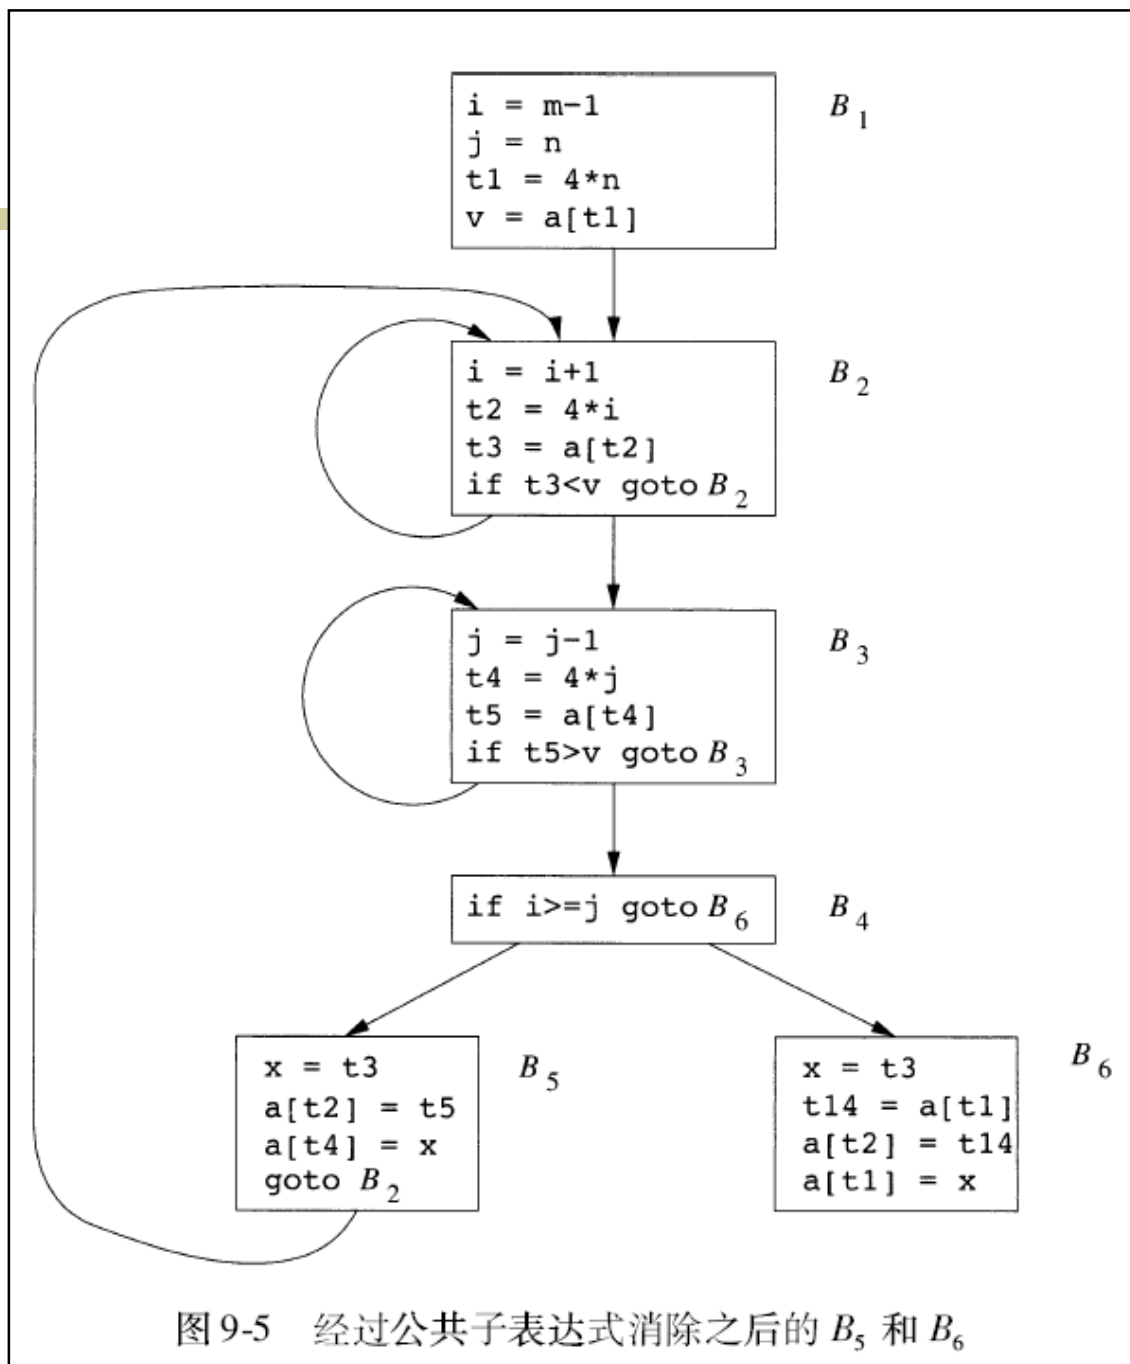 i = m-1
j = n
t1 = 4*n
v = a[t1]
B1
i = i+1
t2 = 4*i
t3 = a[t2]
if t3<v goto B2
B2
j = j-1
t4 = 4*j
t5 = a[t4]
if t5>v goto B3
B3
if i>=j goto B6
B4
x = t3
a[t2] = t5
a[t4] = x
goto B2
B5
x = t3
t14 = a[t1]
a[t2] = t14
a[t1] = x
B6
图 9-5 经过公共子表达式消除之后的 B5 和 B6